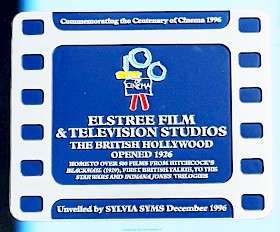 Commemorating the Centenary of Cinema 1996
CINEMA
ELSTREE FILM
& TELEVISION STUDIOS
THE BRITISH HOLLYWOOD
OPENED 1926
HOME TO OVER 500 FILMS FROM HITCHCOCK'S
BLACKMAIL (1929), FIRST BRITISH TALKIE, TO THE
STAR WARS AND INDIANA JONES TRILOGIES
Unveiled by SYLVIA SYMS December 1996